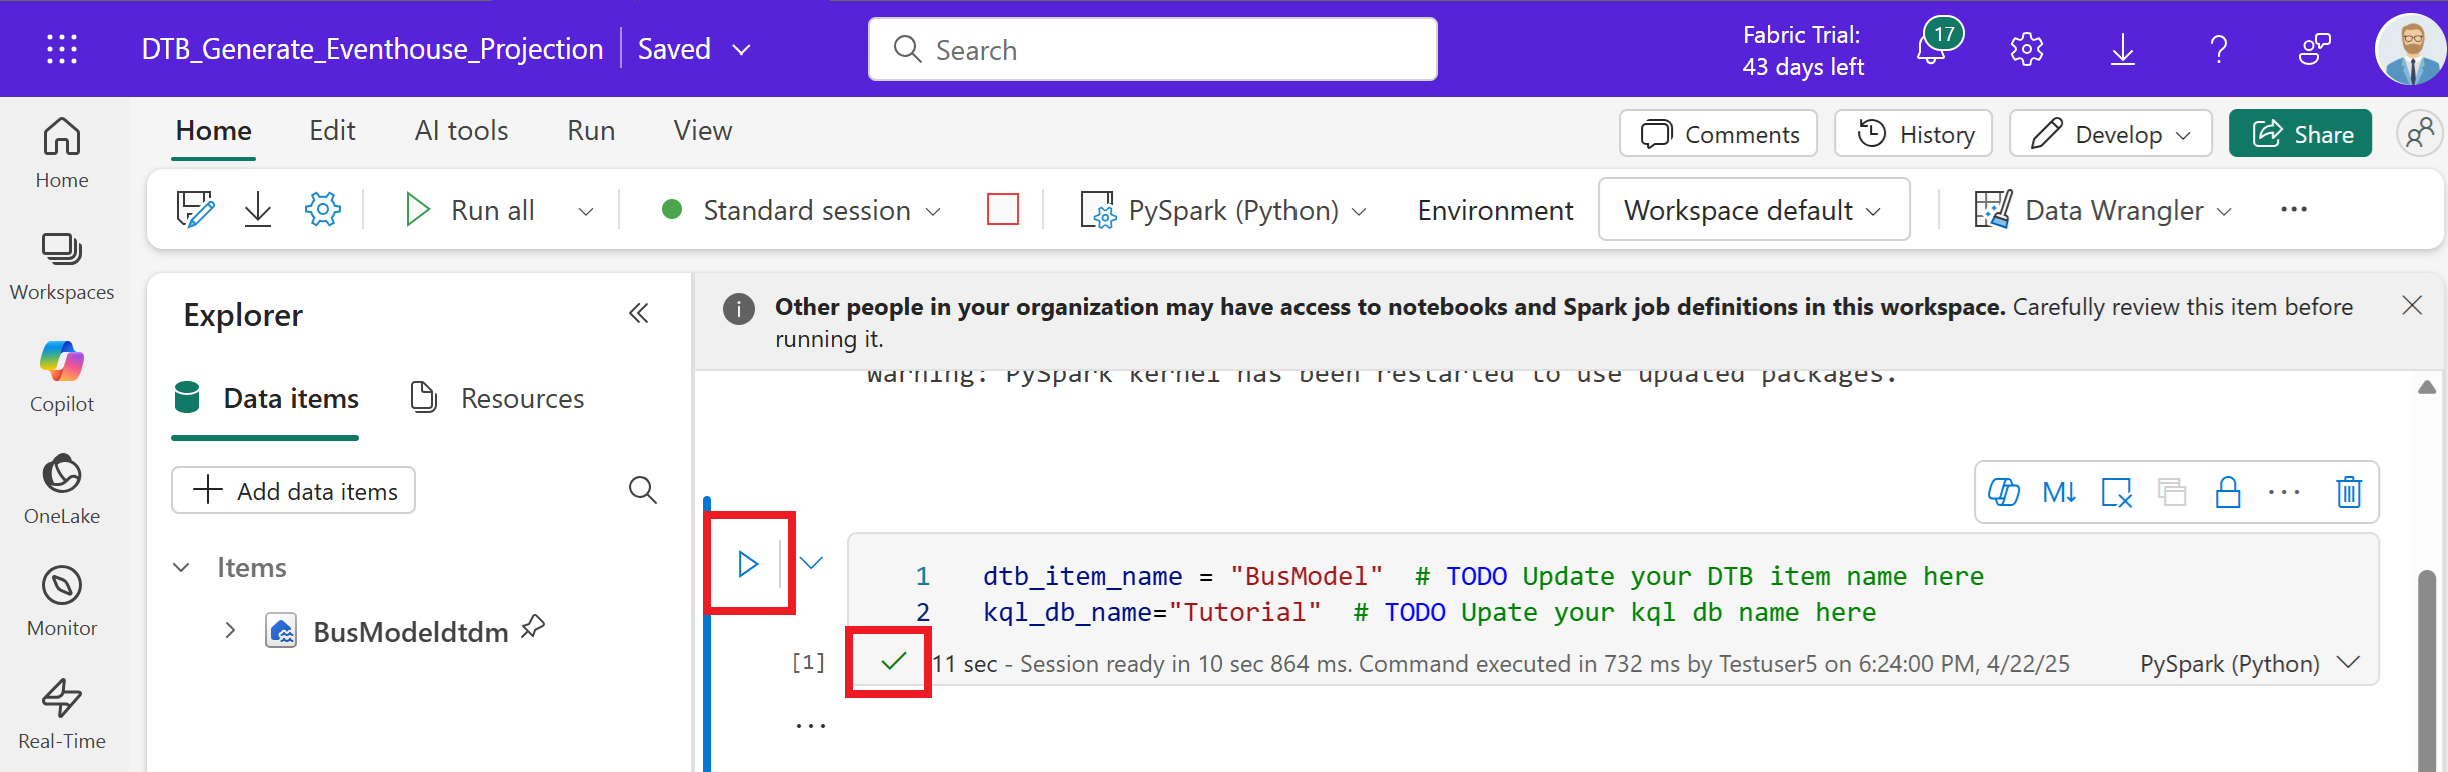 DTB_Generate_Eventhouse_Projection
Saved
Search
Fabric Trial:
43 days left
17
Home
Workspaces
Copilot
OneLake
Monitor
Real-Time
Home
Edit
AI tools
Run
View
Comments
History
Develop
Share
Run all
Standard session
PySpark (Python)
Environment
Workspace default
Data Wrangler
Explorer
Data items
Resources
Add data items
Items
BusModeldtdm
Other people in your organization may have access to notebooks and Spark job definitions in this workspace. Carefully review this item before
running it.
Warning: PySpark kernel has been restarted to use updated packages.
M↓
1 dtb_item_name = "BusModel" # TODO Update your DTB item name here
2 kql_db_name="Tutorial" # TODO Upate your kql db name here
[1]
11 sec - Session ready in 10 sec 864 ms. Command executed in 732 ms by Testuser5 on 6:24:00 PM, 4/22/25
PySpark (Python)